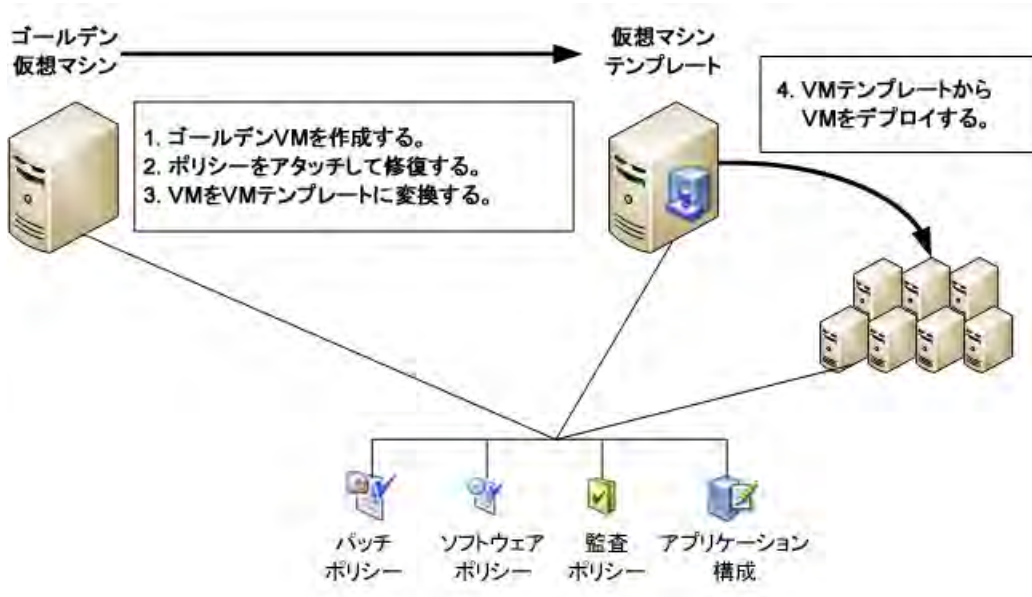 ゴールデン
仮想マシン
仮想マシン
テンプレート
1. ゴールデンVMを作成する。
2. ポリシーをアタッチして修復する。
3. VMをVMテンプレートに変換する。
4. VMテンプレートから
VMをデプロイする。
パッチ
ポリシー
ソフトウェア
ポリシー
監査
ポリシー
アプリケーション
構成